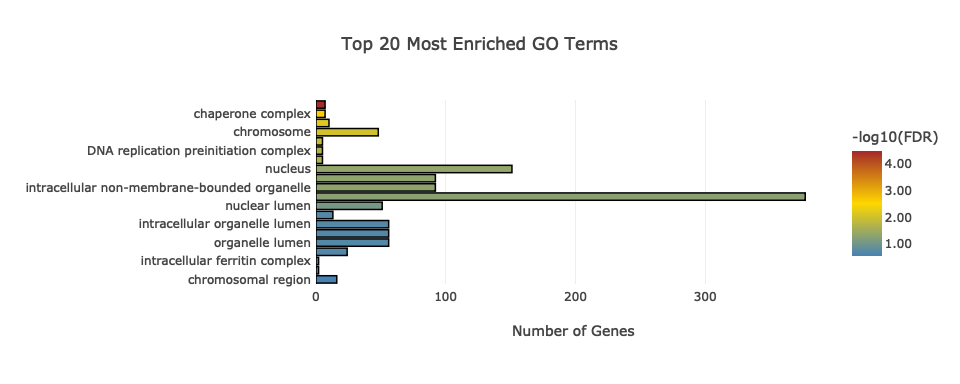 Top 20 Most Enriched GO Terms
-log10(FDR)
chaperone complex
chromosome
DNA replication preinitiation complex
nucleus
intracellular non-membrane-bounded organelle
nuclear lumen
intracellular organelle lumen
organelle lumen
intracellular ferritin complex
chromosomal region
4.00
3.00
2.00
1.00
0 100 200 300
Number of Genes